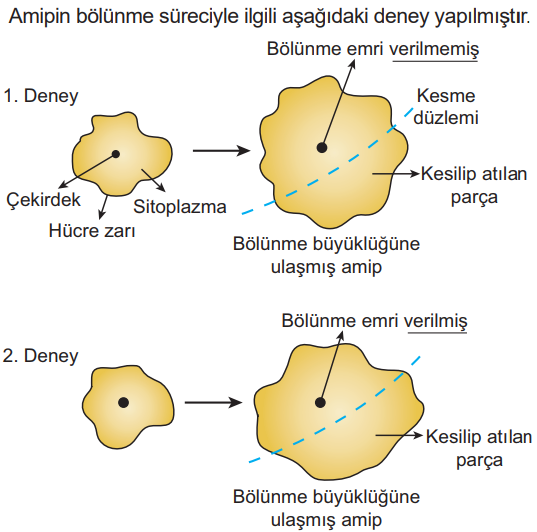 Amipin bölünme süreciyle ilgili aşağıdaki deney yapılmıştır.
Bölünme emri verilmemiş
1. Deney
Kesme
düzlemi
Çekirdek
Sitoplazma
Hücre zarı
Kesilip atılan
parça
Bölünme büyüklüğüne
ulaşmış amip
Bölünme emri verilmiş
2. Deney
Kesilip atılan
parça
Bölünme büyüklüğüne
ulaşmış amip